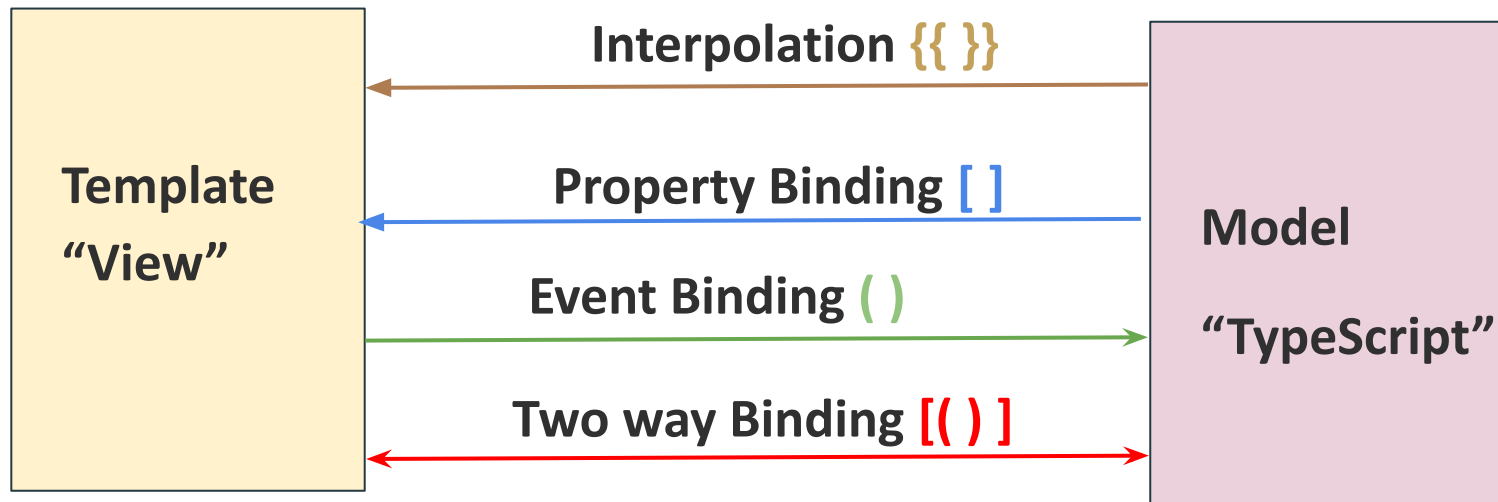 Interpolation {{ }}
Template
“View”
Property Binding [ ]
Event Binding ( )
Two way Binding [( ) ]
Model
“TypeScript”